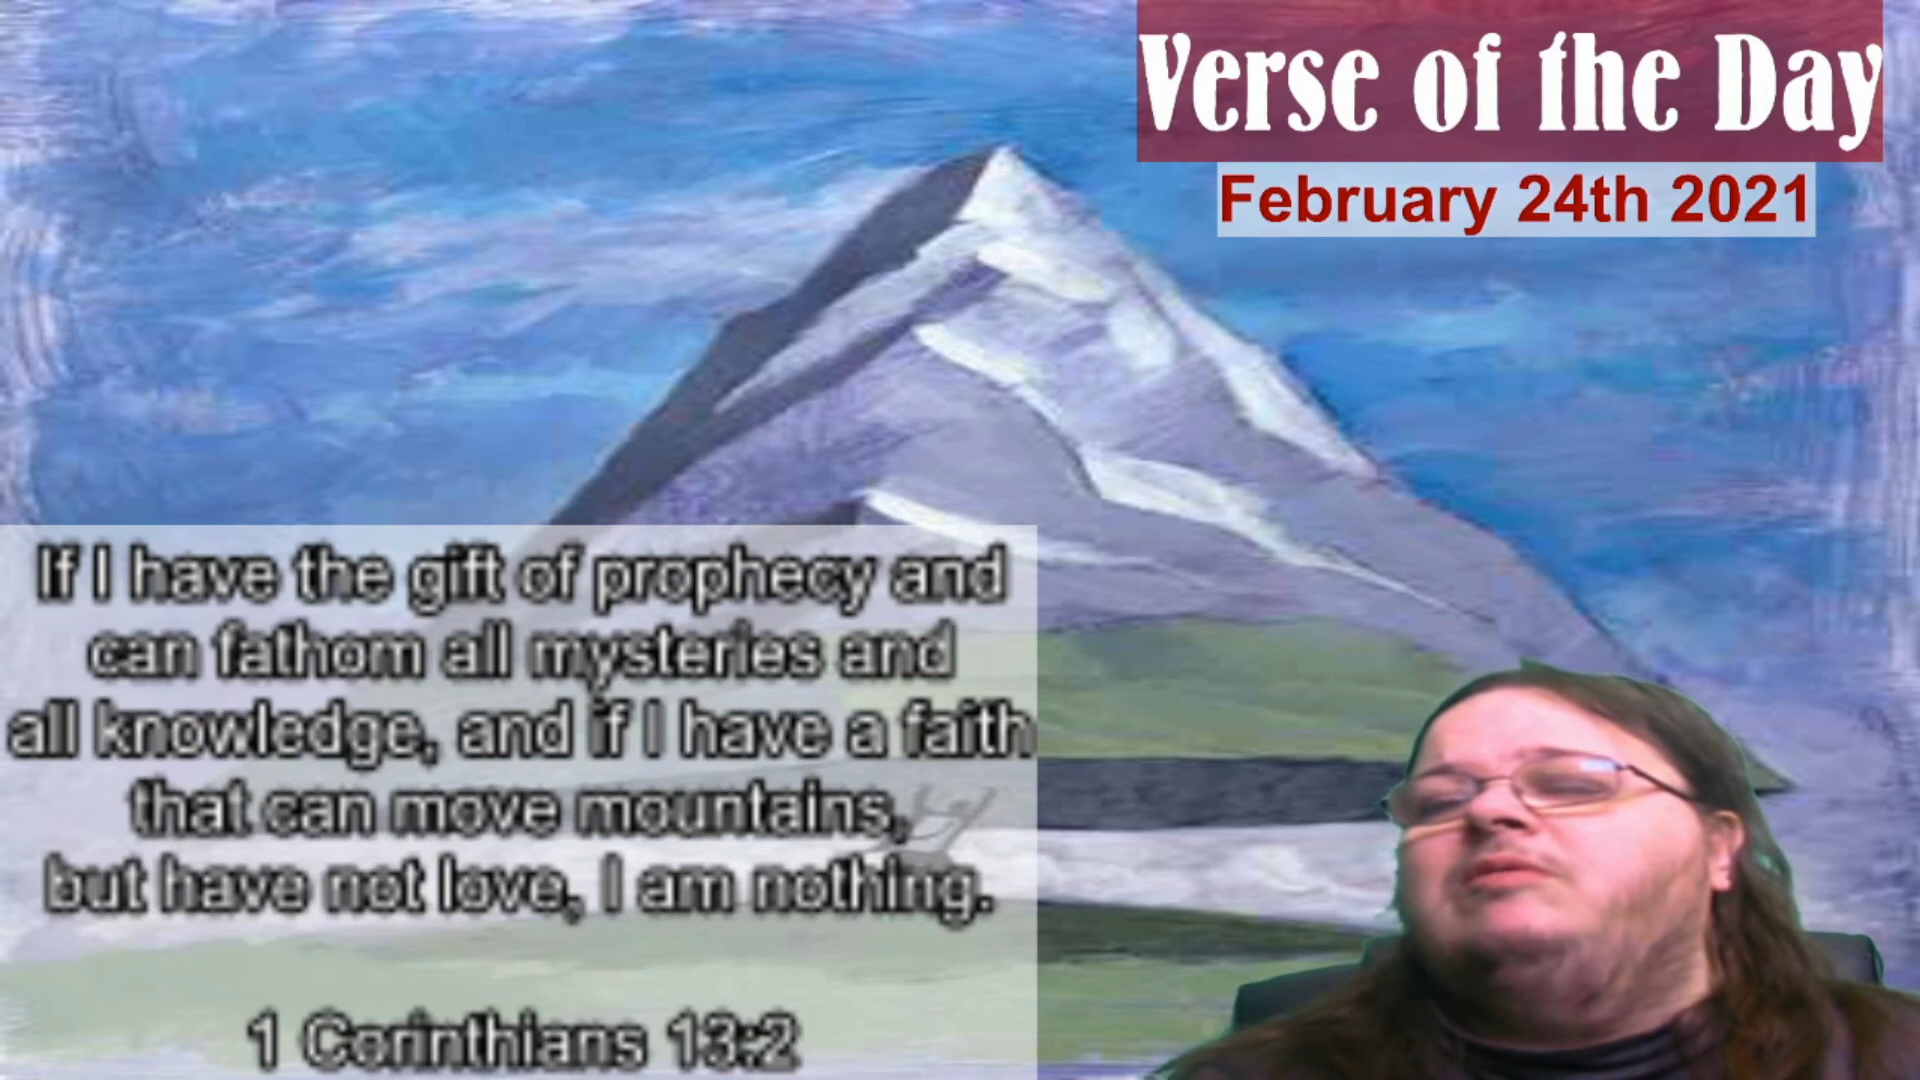 Verse of the Day
February 24th 2021
If I have the gift of prophecy and
can fathom all mysteries and
all knowledge, and if I have a faith
that can move mountains,
but have not love, I am nothing.
1 Corinthians 13:2